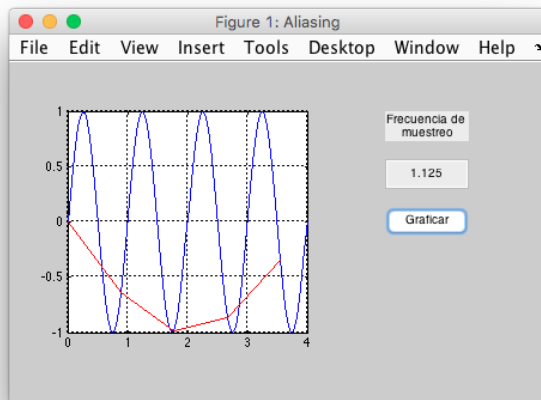 Figure 1: Aliasing
File Edit View Insert Tools Desktop Window Help
Frecuencia de
muestreo
1.125
Graficar
1
0.5
0
-0.5
-1
0 1 2 3 4